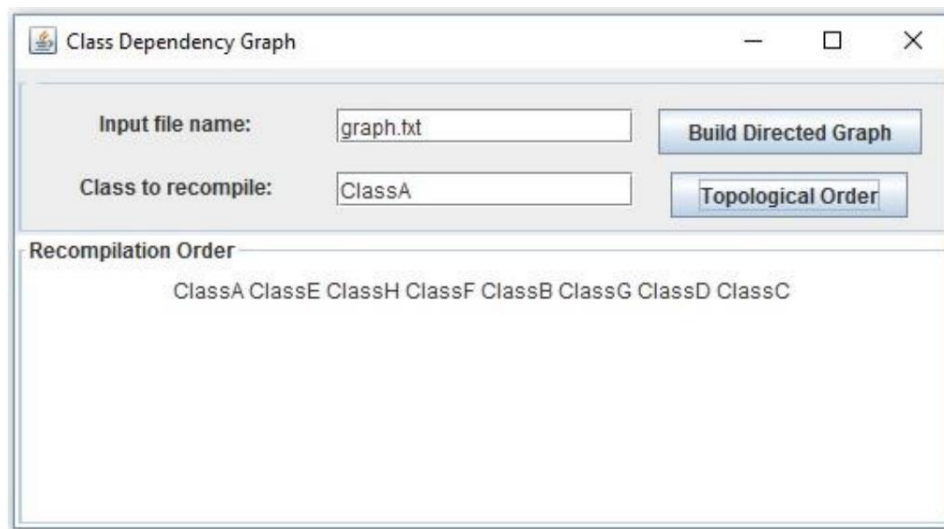 Class Dependency Graph
Input file name: graph.txt Build Directed Graph
Class to recompile: ClassA Topological Order
Recompilation Order
ClassA ClassE ClassH ClassF ClassB ClassG ClassD ClassC